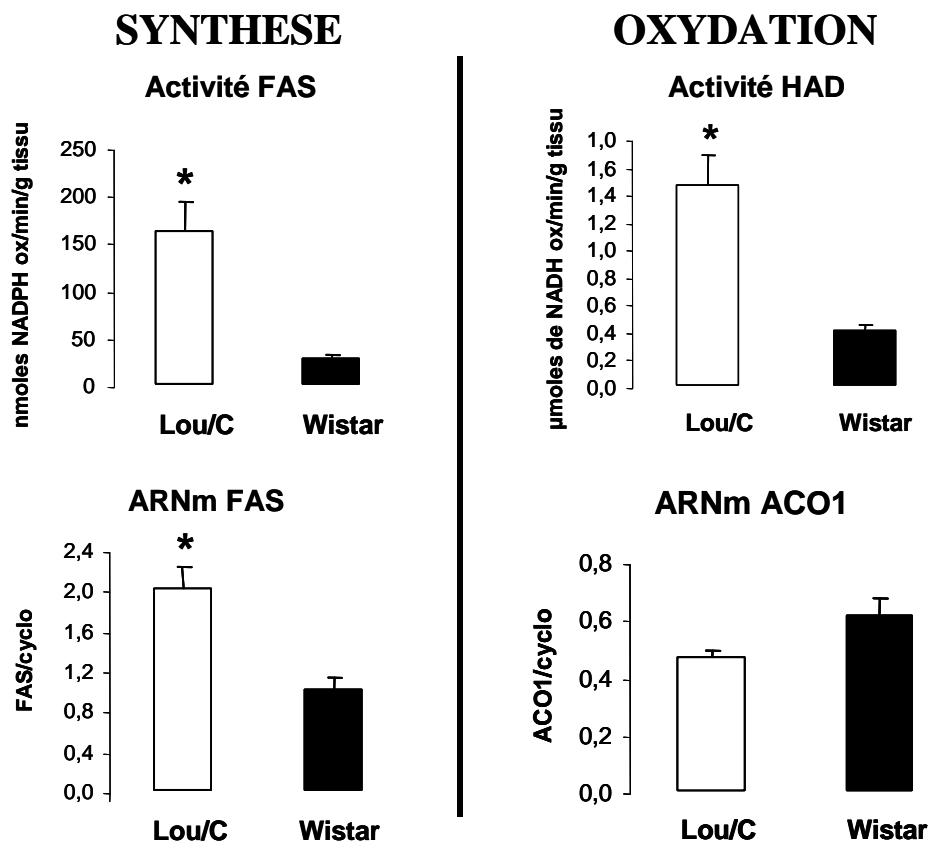 SYNTHESE
Activité FAS
nmoles NADPH ox/min/g tissu
250
200
150
100
50
0
*
Lou/C
Wistar
ARNm FAS
FAS/cyclo
2,4
2,0
1,6
1,2
0,8
0,4
0,0
*
Lou/C
Wistar
OXYDATION
Activité HAD
µmoles de NADH ox/min/g tissu
1,0
1,6
1,4
1,2
1,0
0,8
0,6
0,4
0,2
0,0
*
Lou/C
Wistar
ARNm ACO1
ACO1/cyclo
0,8
0,6
0,4
0,2
0,0
Lou/C
Wistar